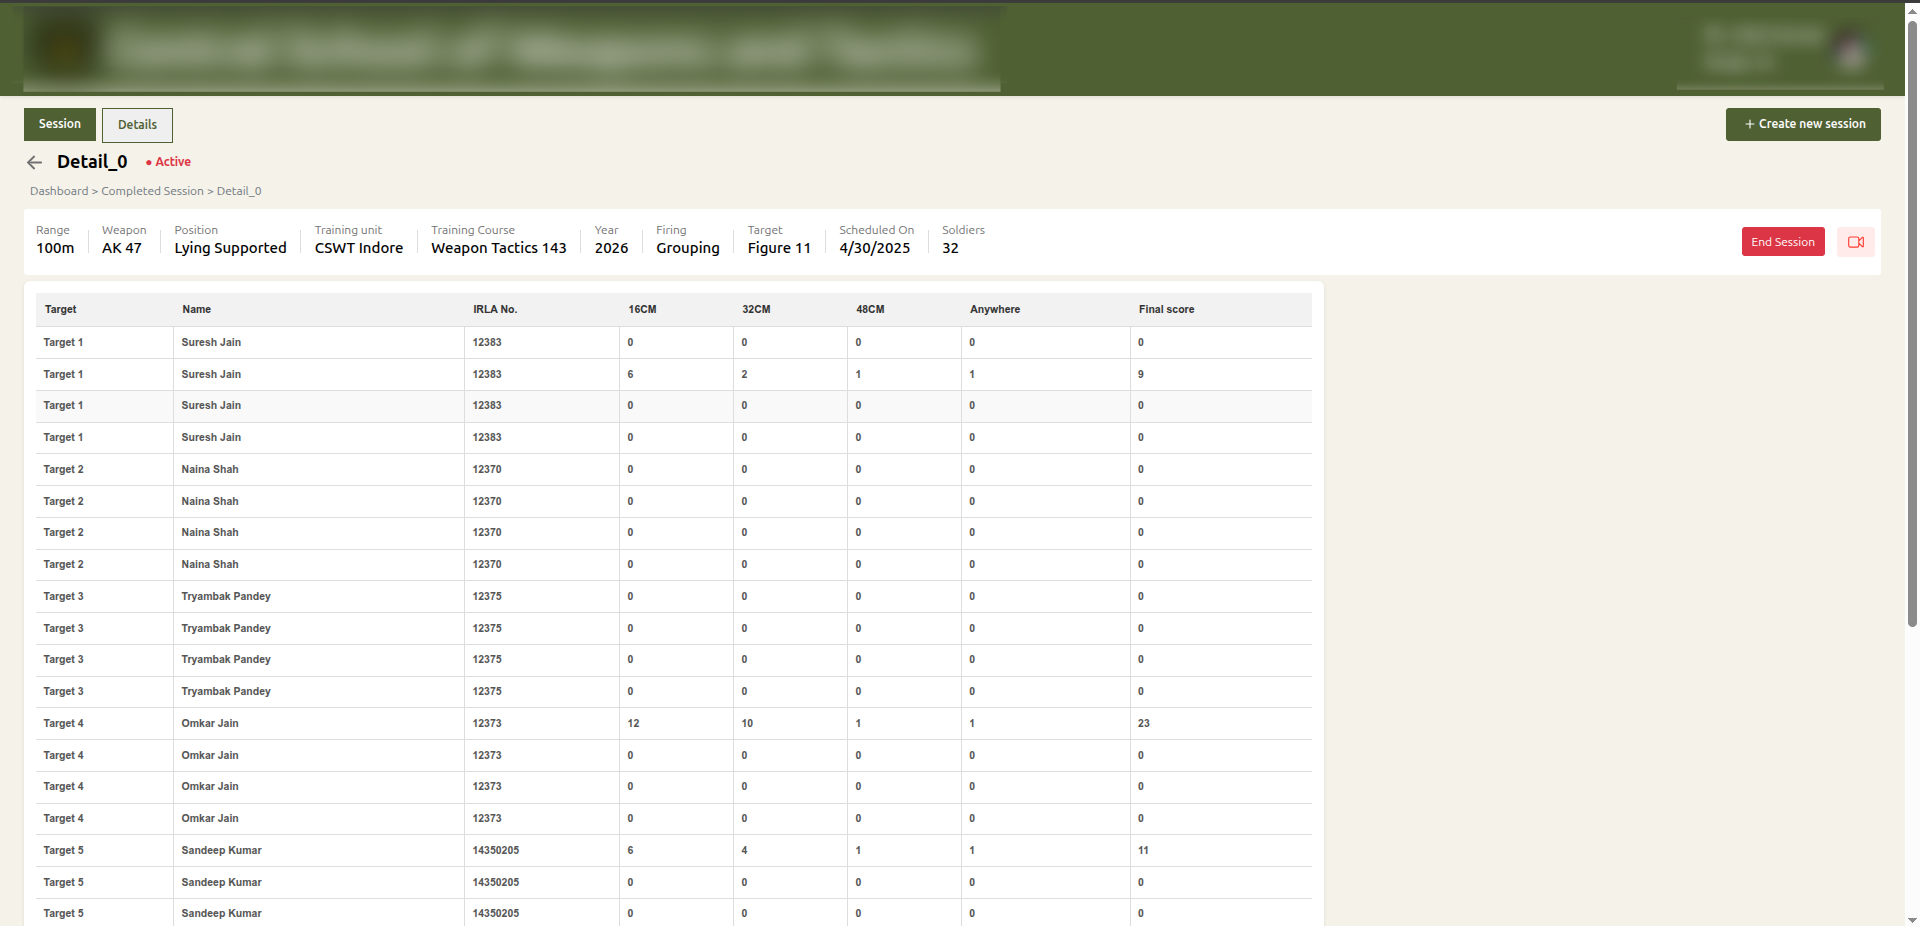 Session
Details
+ Create new session
Detail_0
● Active
Dashboard > Completed Session > Detail_0
Range Weapon Position Training unit Training Course Year Firing Target Scheduled On Soldiers
100m AK 47 Lying Supported CSWT Indore Weapon Tactics 143 2026 Grouping Figure 11 4/30/2025 32
End Session
Target Name IRLA No. 16CM 32CM 48CM Anywhere Final score
Target 1 Suresh Jain 12383 0 0 0 0 0
Target 1 Suresh Jain 12383 6 2 1 1 9
Target 1 Suresh Jain 12383 0 0 0 0 0
Target 1 Suresh Jain 12383 0 0 0 0 0
Target 2 Naina Shah 12370 0 0 0 0 0
Target 2 Naina Shah 12370 0 0 0 0 0
Target 2 Naina Shah 12370 0 0 0 0 0
Target 2 Naina Shah 12370 0 0 0 0 0
Target 3 Tryambak Pandey 12375 0 0 0 0 0
Target 3 Tryambak Pandey 12375 0 0 0 0 0
Target 3 Tryambak Pandey 12375 0 0 0 0 0
Target 3 Tryambak Pandey 12375 0 0 0 0 0
Target 4 Omkar Jain 12373 12 10 1 1 23
Target 4 Omkar Jain 12373 0 0 0 0 0
Target 4 Omkar Jain 12373 0 0 0 0 0
Target 4 Omkar Jain 12373 0 0 0 0 0
Target 5 Sandeep Kumar 14350205 6 4 1 1 11
Target 5 Sandeep Kumar 14350205 0 0 0 0 0
Target 5 Sandeep Kumar 14350205 0 0 0 0 0